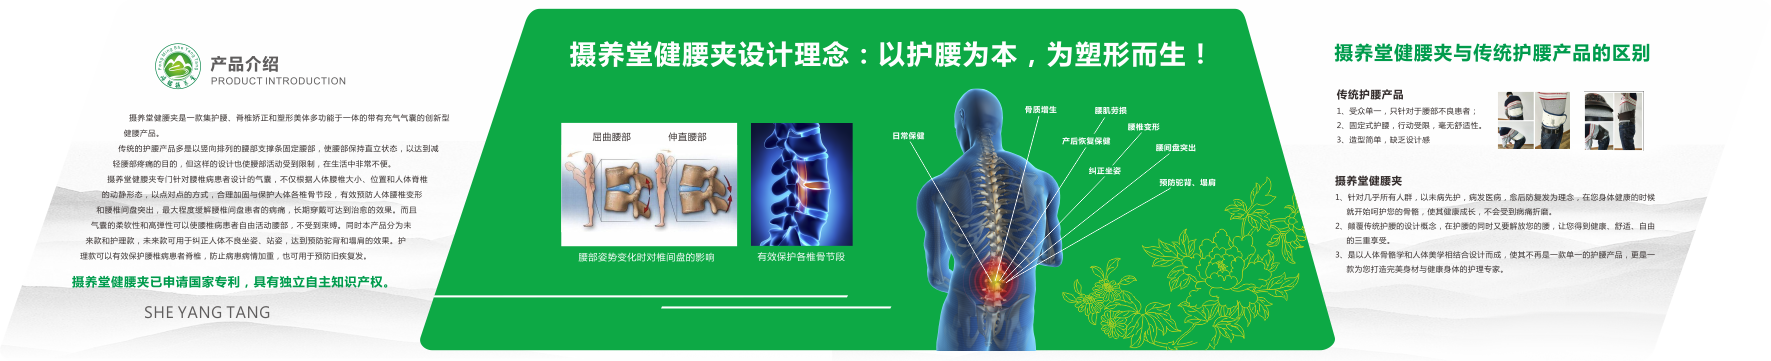 产品介绍
PRODUCT INTRODUCTION
摄养堂健腰夹是一款集护腰、脊椎矫正和塑形美体多功能于一体的带有充气气囊的创新型
健腰产品。
传统的护腰产品多是以竖向排列的腰部支撑条固定腰部，使腰部保持直立状态，以达到减
轻腰部疼痛的目的，但这样的设计也使腰部活动受到限制，在生活中非常不便。
摄养堂健腰夹专门针对腰椎病患者设计的气囊，不仅根据人体腰椎大小、位置和人体脊椎
的动静形态，以点对点的方式，合理加固与保护人体各椎骨节段，有效预防人体腰椎变形
和腰椎间盘突出，最大程度缓解腰椎间盘患者的病痛，长期穿戴可达到治愈的效果。而且
气囊的柔软性和高弹性可以使腰椎病患者自由活动腰部，不受到束缚。同时本产品分为未
来款和护理款，未来款可用于纠正人体不良坐姿、站姿，达到预防驼背和塌肩的效果。护
理款可以有效保护腰椎病患者脊椎，防止病患病情加重，也可用于预防旧疾复发。
摄养堂健腰夹已申请国家专利，具有独立自主知识产权。
SHE YANG TANG
摄养堂健腰夹设计理念：以护腰为本，为塑形而生！
屈曲腰部
伸直腰部
腰部姿势变化时对椎间盘的影响
有效保护各椎骨节段
日常保健
骨质增生
腰肌劳损
腰椎变形
产后恢复保健
腰间盘突出
纠正坐姿
预防驼背、塌肩
摄养堂健腰夹与传统护腰产品的区别
传统护腰产品
1、受众单一，只针对于腰部不良患者；
2、固定式护腰，行动受限，毫无舒适性。
3、造型简单，缺乏设计感
摄养堂健腰夹
1、针对几乎所有人群，以未病先护，病发医病，愈后防复发为理念，在您身体健康的时候
就开始呵护您的骨骼，使其健康成长，不会受到病痛折磨。
2、颠覆传统护腰的设计概念，在护腰的同时又要解放您的腰，让您得到健康、舒适、自由
的三重享受。
3、是以人体骨骼学和人体美学相结合设计而成，使其不再是一款单一的护腰产品，更是一
款为您打造完美身材与健康身体的护理专家。